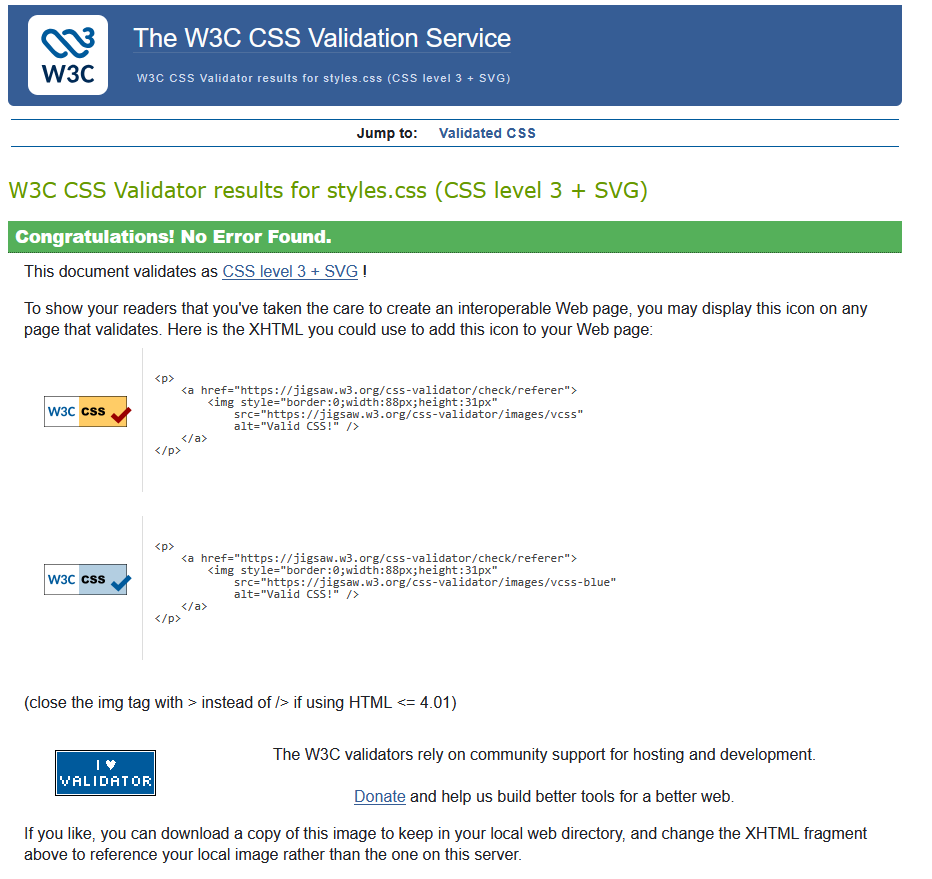 W3C
The W3C CSS Validation Service
W3C CSS Validator results for styles.css (CSS level 3 + SVG)
Jump to: Validated CSS
W3C CSS Validator results for styles.css (CSS level 3 + SVG)
Congratulations! No Error Found.
This document validates as CSS level 3 + SVG !
To show your readers that you've taken the care to create an interoperable Web page, you may display this icon on any
page that validates. Here is the XHTML you could use to add this icon to your Web page:
W3C css
<p>
    <a href="https://jigsaw.w3.org/css-validator/check/referer">
        <img style="border:0;width:88px;height:31px"
            src="https://jigsaw.w3.org/css-validator/images/vcss"
            alt="Valid CSS!" />
    </a>
</p>
W3C css
<p>
    <a href="https://jigsaw.w3.org/css-validator/check/referer">
        <img style="border:0;width:88px;height:31px"
            src="https://jigsaw.w3.org/css-validator/images/vcss-blue"
            alt="Valid CSS!" />
    </a>
</p>
(close the img tag with > instead of /> if using HTML <= 4.01)
I ♥
VALIDATOR
The W3C validators rely on community support for hosting and development.
Donate and help us build better tools for a better web.
If you like, you can download a copy of this image to keep in your local web directory, and change the XHTML fragment
above to reference your local image rather than the one on this server.